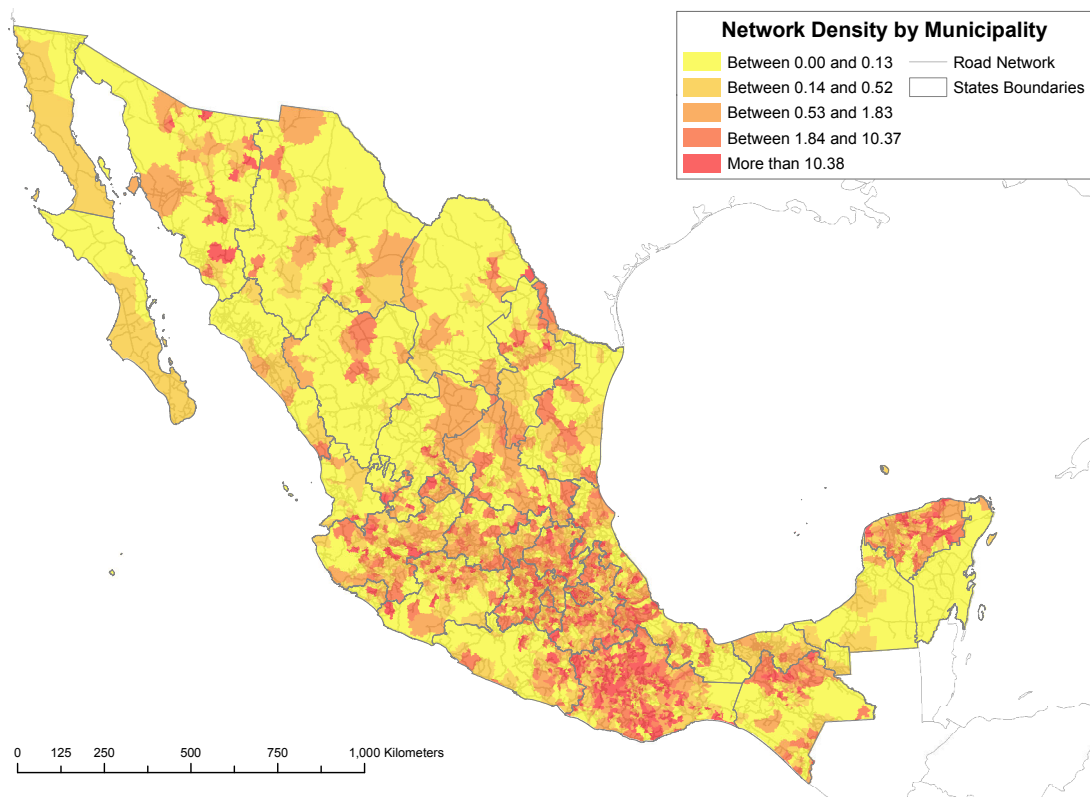 Network Density by Municipality
Between 0.00 and 0.13
Between 0.14 and 0.52
Between 0.53 and 1.83
Between 1.84 and 10.37
More than 10.38
Road Network
States Boundaries
0 125 250 500 750 1,000 Kilometers